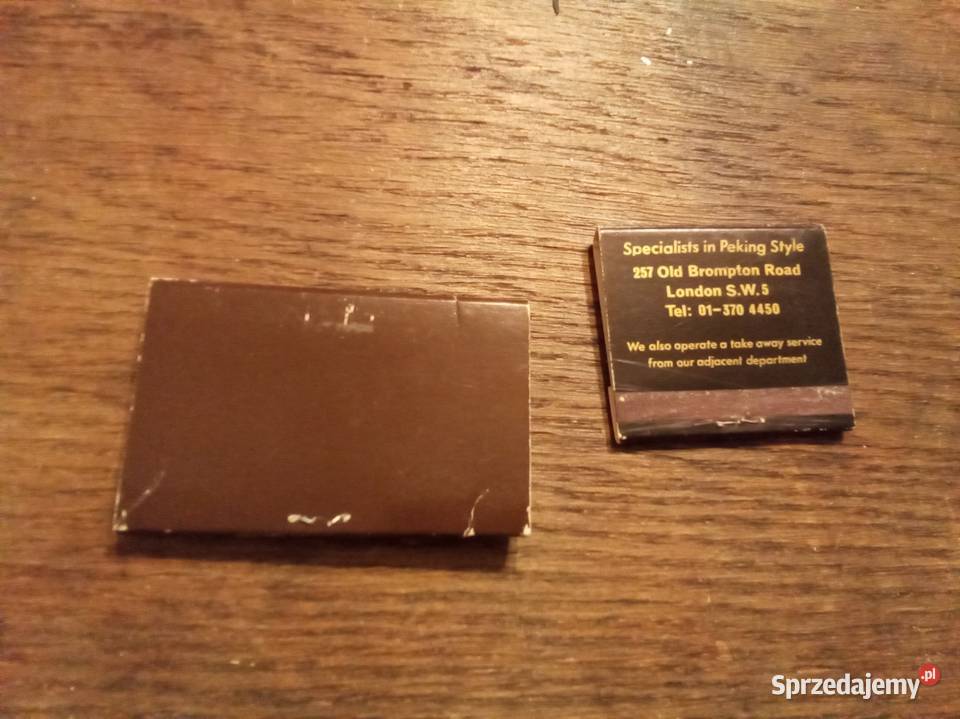 Specialists in Peking Style
257 Old Brompton Road
London S.W.5
Tel: 01-370 4450
We also operate a take away service
from our adjacent department
Sprzedajemy.pl